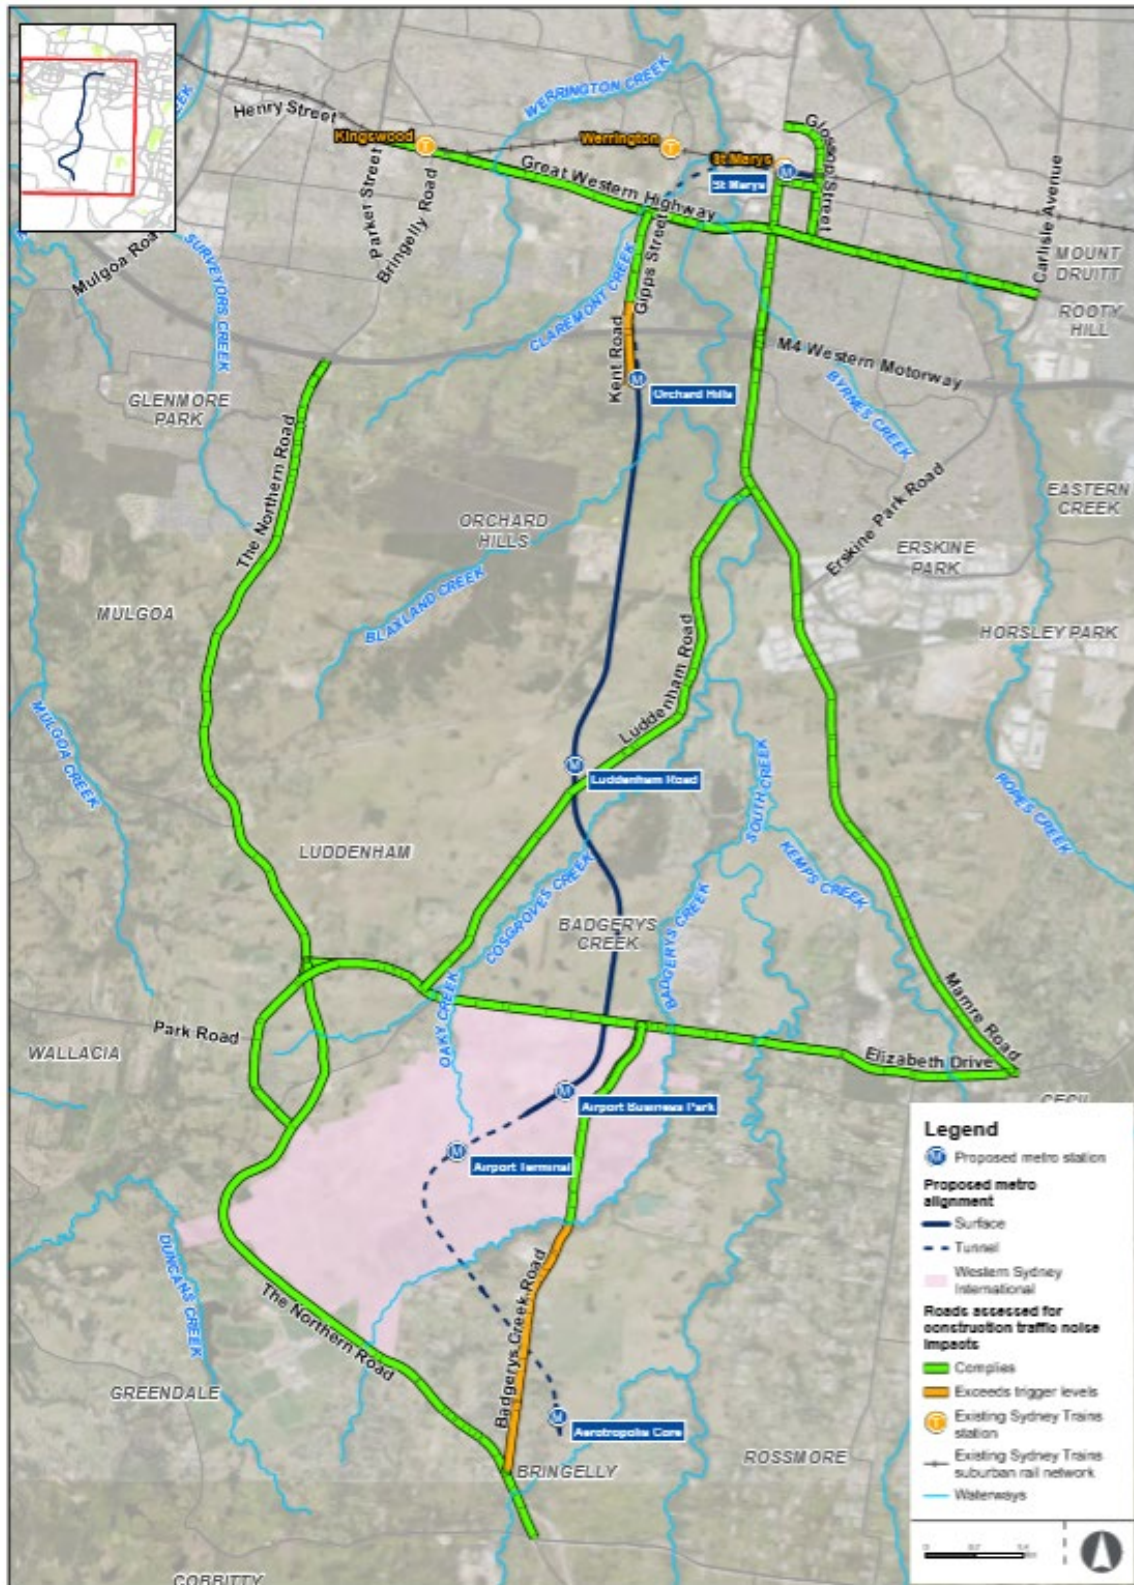 WERRINGTON CREEK
Henry Street
Kingswood
Werrington
St Marys
St Marys
Glossop Street
Great Western Highway
Parker Street
Bringelly Road
Mulgoa Road
SURVEYORS CREEK
CLAREMONT CREEK
Gipps Street
Carlisle Avenue
MOUNT
DRUITT
ROOTY
HILL
Kent Road
M4 Western Motorway
Orchard Hills
BYRNES CREEK
GLENMORE
PARK
The Northern Road
ORCHARD
HILLS
EASTERN
CREEK
Erskine Park Road
ERSKINE
PARK
BLAXLAND CREEK
MULGOA
HORSLEY PARK
Luddenham Road
MULGOA CREEK
Luddenham Road
SOUTH CREEK
ROPES CREEK
KEMPS CREEK
LUDDENHAM
COSGROVES CREEK
BADGERYS
CREEK
BADGERYS CREEK
Mamre Road
OAKY CREEK
Park Road
WALLACIA
Elizabeth Drive
CECIL
Airport Business Park
Airport Terminal
DUNCANS CREEK
The Northern Road
Badgerys Creek Road
GREENDALE
Aerotropolis Core
BRINGELLY
ROSSMORE
COBBITTY
Legend
M Proposed metro station
Proposed metro
alignment
Surface
Tunnel
Western Sydney
International
Roads assessed for
construction traffic noise
impacts
Complies
Exceeds trigger levels
T Existing Sydney Trains
station
Existing Sydney Trains
suburban rail network
Waterways